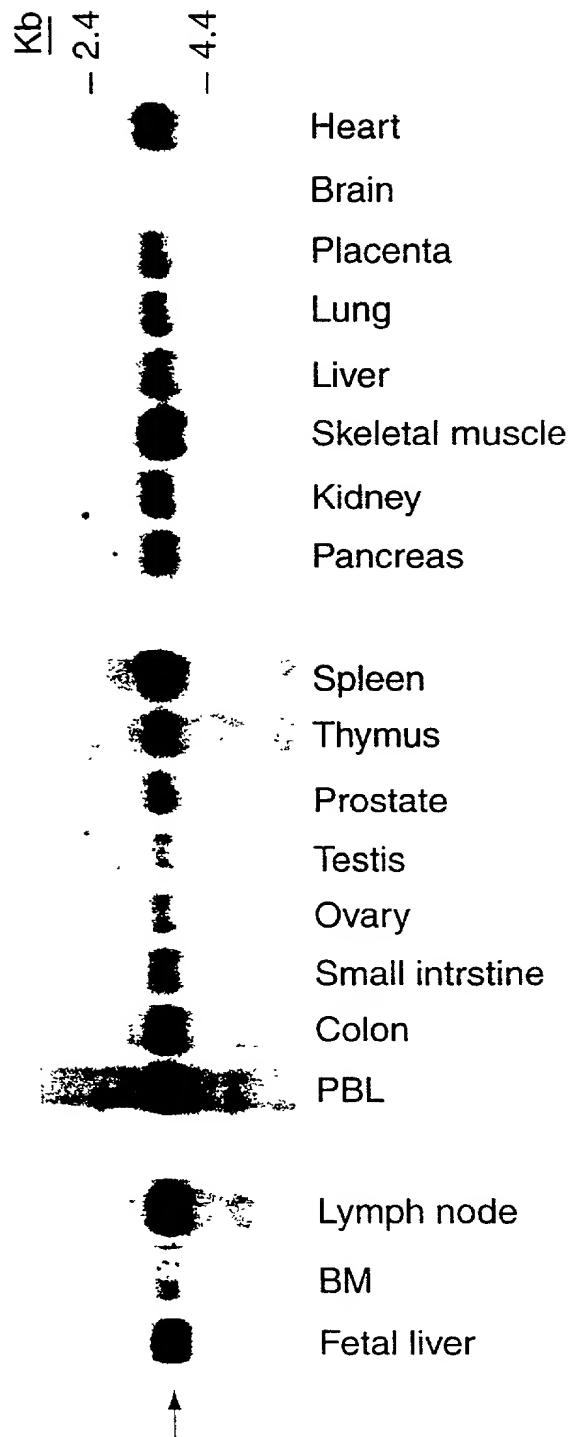 Kb
– 2.4
– 4.4
Heart
Brain
Placenta
Lung
Liver
Skeletal muscle
Kidney
Pancreas
Spleen
Thymus
Prostate
Testis
Ovary
Small intrstine
Colon
PBL
Lymph node
BM
Fetal liver